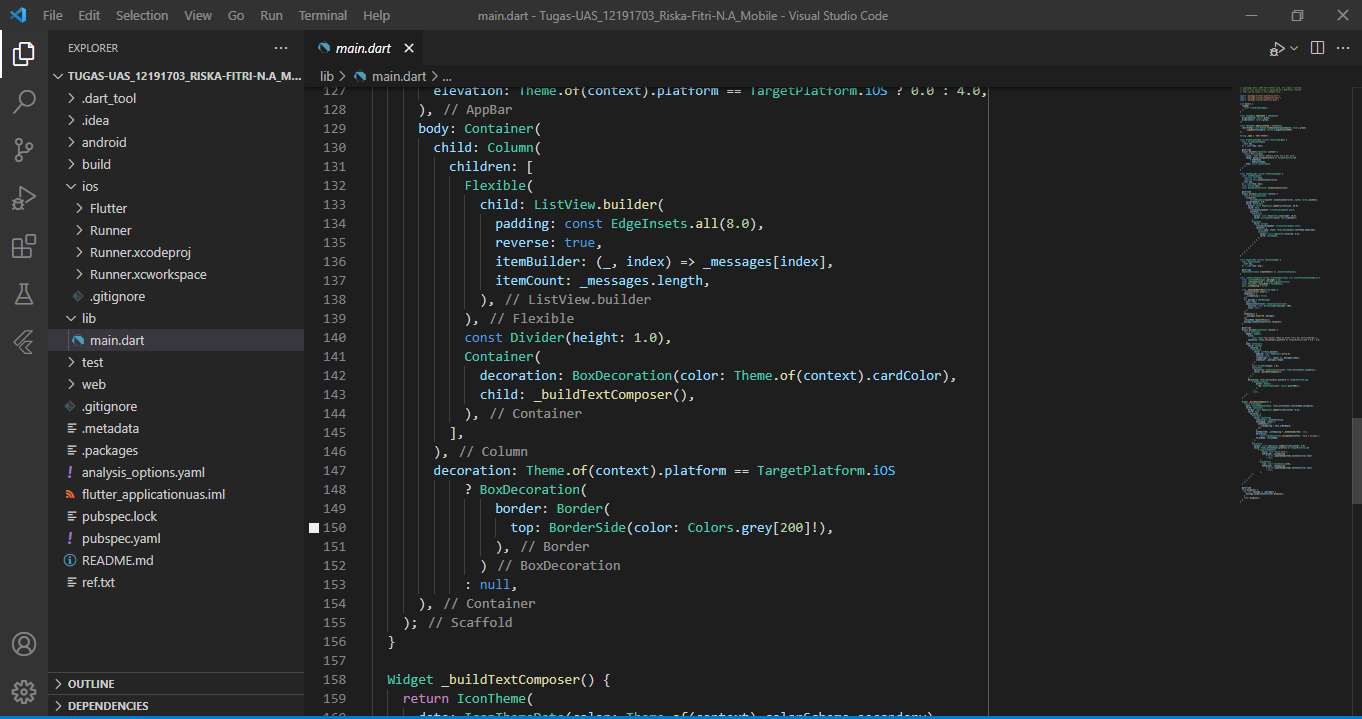 File Edit Selection View Go Run Terminal Help
main.dart - Tugas-UAS_12191703_Riska-Fitri-N.A_Mobile - Visual Studio Code
EXPLORER
TUGAS-UAS_12191703_RISKA-FITRI-N.A_M...
.dart_tool
.idea
android
build
ios
Flutter
Runner
Runner.xcodeproj
Runner.xcworkspace
.gitignore
lib
main.dart
test
web
.gitignore
.metadata
.packages
analysis_options.yaml
flutter_applicationuas.iml
pubspec.lock
pubspec.yaml
README.md
ref.txt
OUTLINE
DEPENDENCIES
main.dart
lib > main.dart > ...
127 elevation: Theme.of(context).platform == TargetPlatform.iOS ? 0.0 : 4.0,
128 ), // AppBar
129 body: Container(
130 child: Column(
131 children: [
132 Flexible(
133 child: ListView.builder(
134 padding: const EdgeInsets.all(8.0),
135 reverse: true,
136 itemBuilder: (_, index) => _messages[index],
137 itemCount: _messages.length,
138 ), // ListView.builder
139 ), // Flexible
140 const Divider(height: 1.0),
141 Container(
142 decoration: BoxDecoration(color: Theme.of(context).cardColor),
143 child: _buildTextComposer(),
144 ), // Container
145 ],
146 ), // Column
147 decoration: Theme.of(context).platform == TargetPlatform.iOS
148 ? BoxDecoration(
149 border: Border(
150 top: BorderSide(color: Colors.grey[200]!),
151 ), // Border
152 ) // BoxDecoration
153 : null,
154 ), // Container
155 ); // Scaffold
156 }
157
158 Widget _buildTextComposer() {
159 return IconTheme(
160 data: IconThemeData(color: Theme.of(context).colorScheme.secondary),